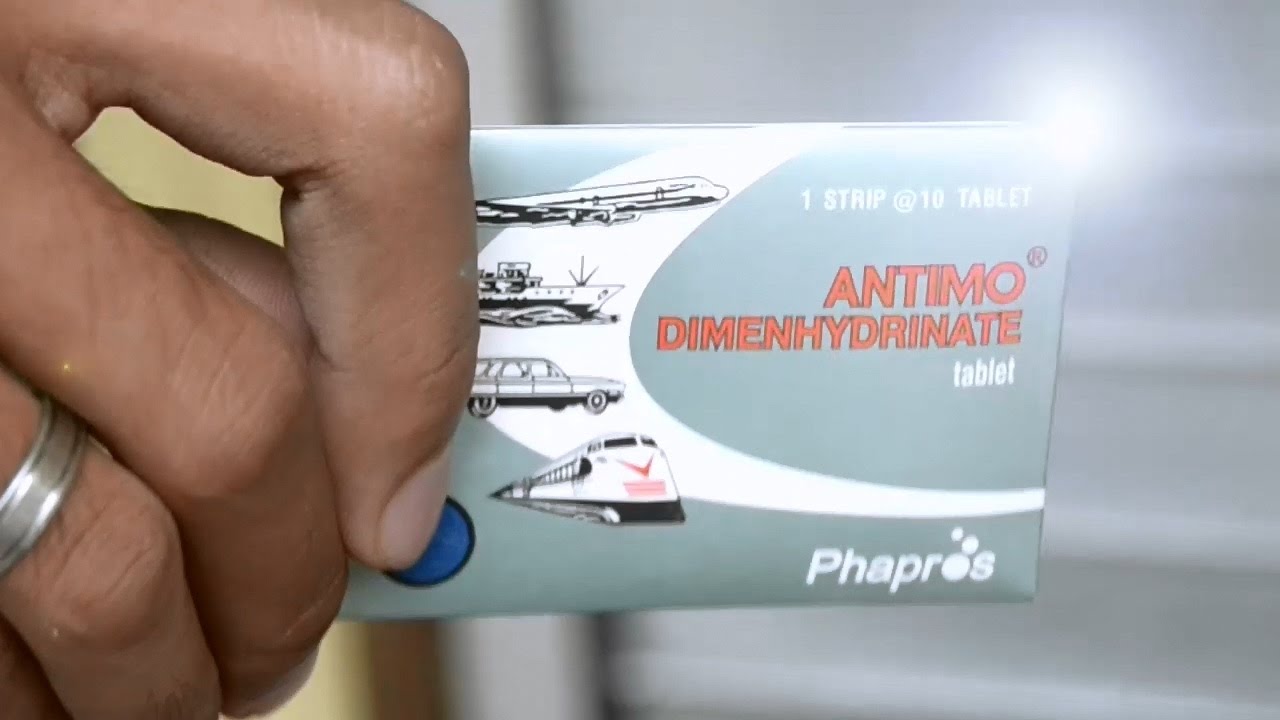 1 STRIP @ 10 TABLET
ANTIMO®
DIMENHYDRINATE
tablet
Phapros